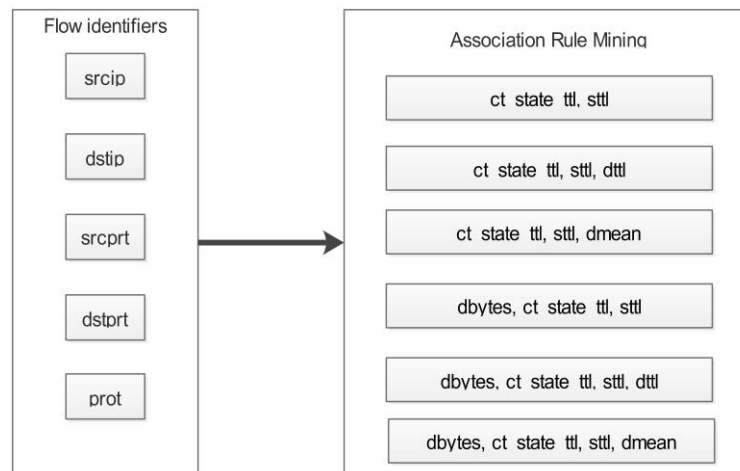 Flow identifiers
srcip
dstip
srcprt
dstprt
prot
Association Rule Mining
ct state ttl, sttl
ct state ttl, sttl, dttl
ct state ttl, sttl, dmean
dbytes, ct state ttl, sttl
dbytes, ct state ttl, sttl, dttl
dbytes, ct state ttl, sttl, dmean